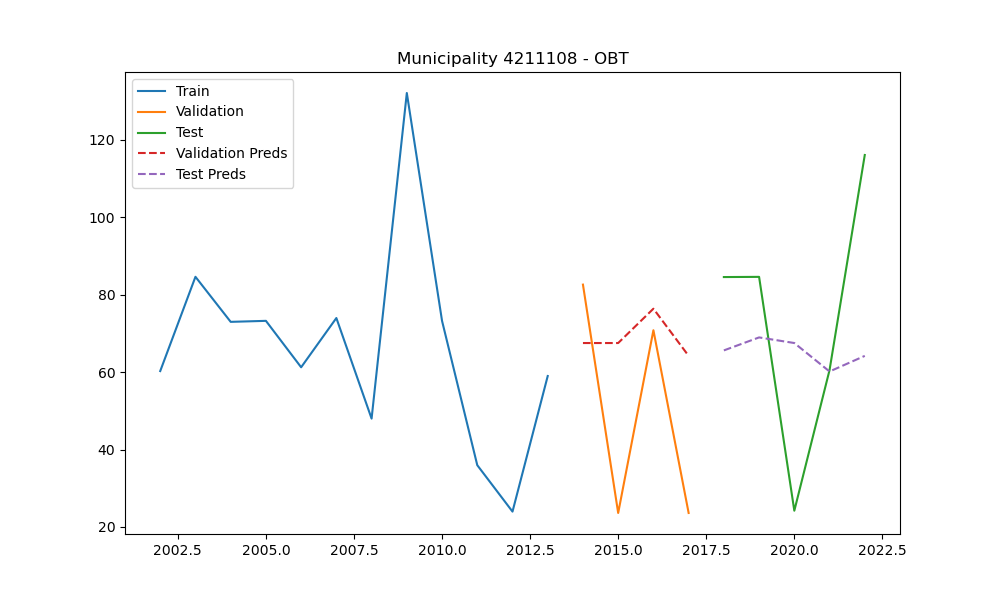 Municipality 4211108 - OBT
Train
Validation
Test
Validation Preds
Test Preds
120
100
80
60
40
20
2002.5 2005.0 2007.5 2010.0 2012.5 2015.0 2017.5 2020.0 2022.5